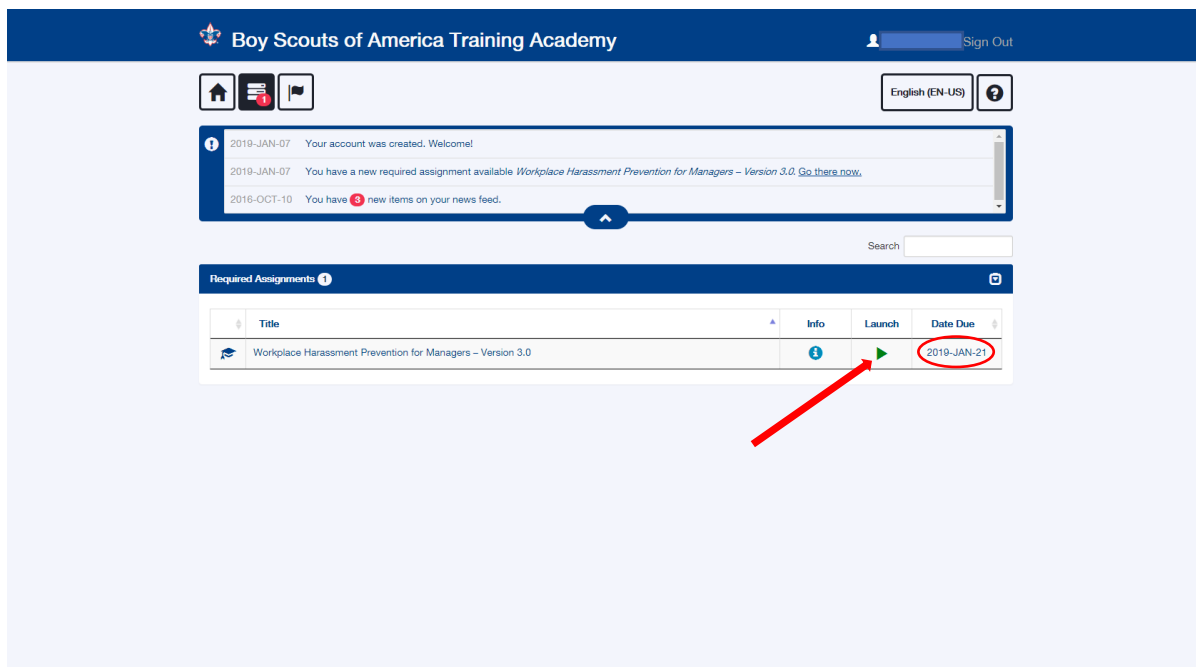 Boy Scouts of America Training Academy
Sign Out
1
English (EN-US)
2019-JAN-07 Your account was created. Welcome!
2019-JAN-07 You have a new required assignment available Workplace Harassment Prevention for Managers – Version 3.0. Go there now.
2016-OCT-10 You have 3 new items on your news feed.
Search
Required Assignments 1
Title Info Launch Date Due
Workplace Harassment Prevention for Managers – Version 3.0 2019-JAN-21